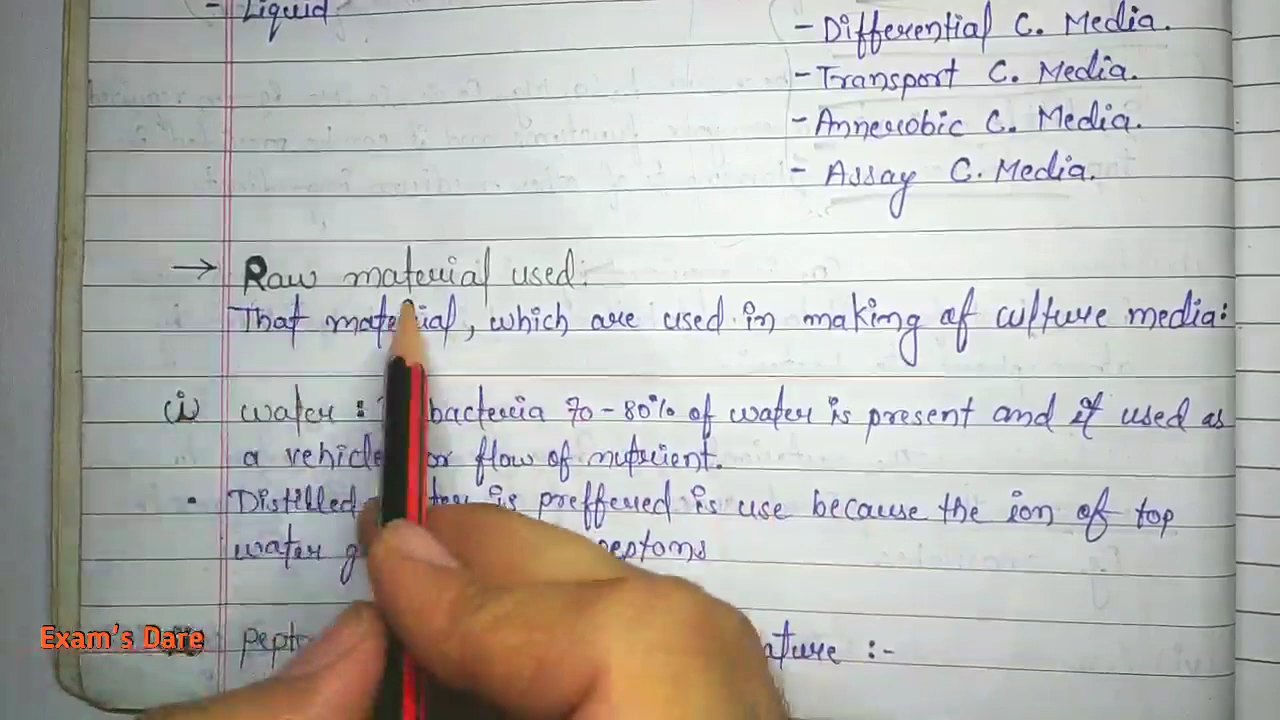 - Liquid
- Differential C. Media.
- Transport C. Media.
- Annerobic C. Media.
- Assay C. Media.
→ Raw material used:
That material, which are used in making of culture media:
(i) water : bacteria 70-80% of water is present and it used as
a vehicle for flow of nutrient.
• Distilled is preffered is use because the ion of top
water
Exam's Dare